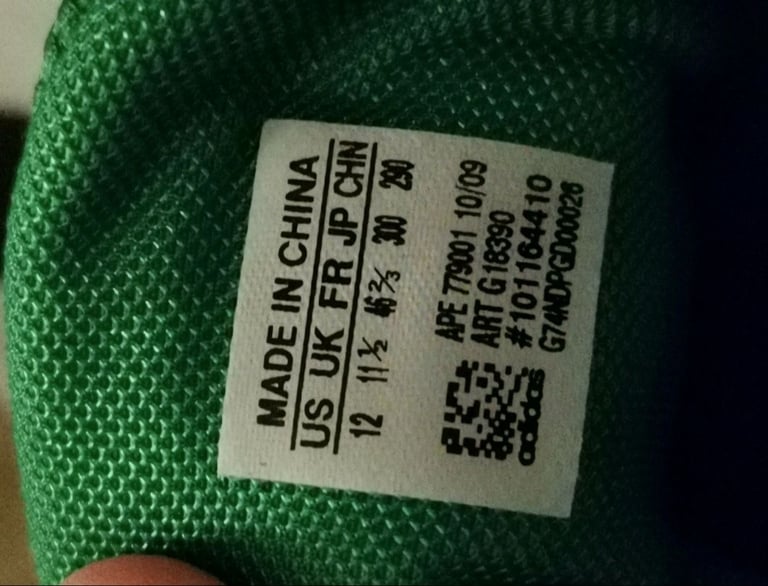 MADE IN CHINA
US UK FR JP CHN
12 11½ 46⅔ 300 290
APE 779001 10/09
ART G18390
#101164410
G74NDPGD00026
adidas